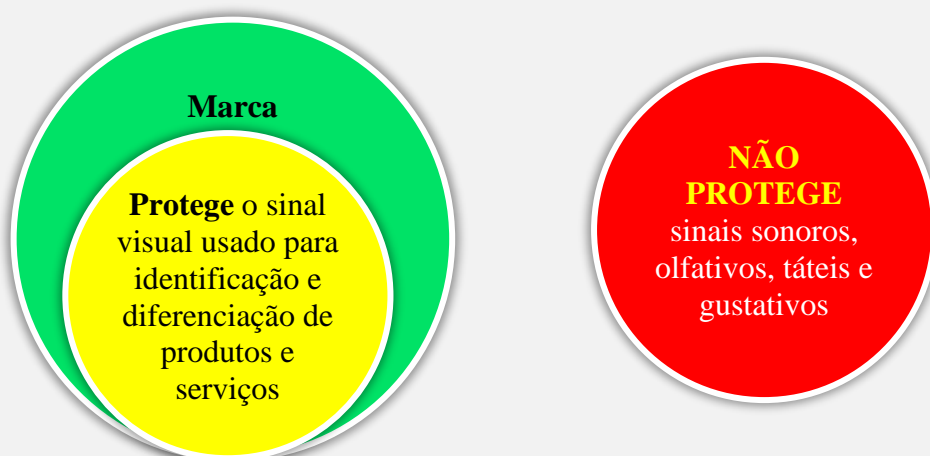 Marca
Protege o sinal
visual usado para
identificação e
diferenciação de
produtos e
serviços
NÃO
PROTEGE
sinais sonoros,
olfativos, táteis e
gustativos